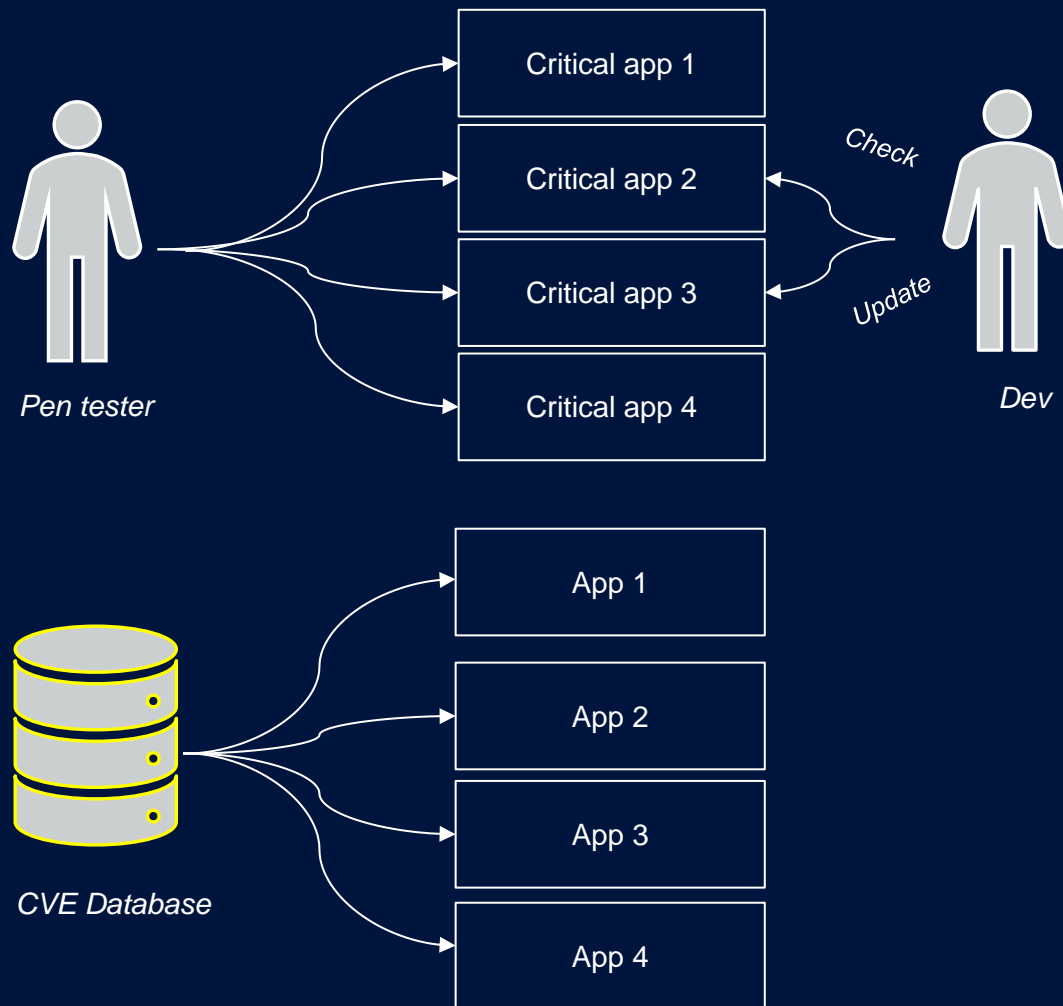 Critical app 1
Check
Critical app 2
Critical app 3
Update
Pen tester
Critical app 4
Dev
App 1
App 2
App 3
CVE Database
App 4